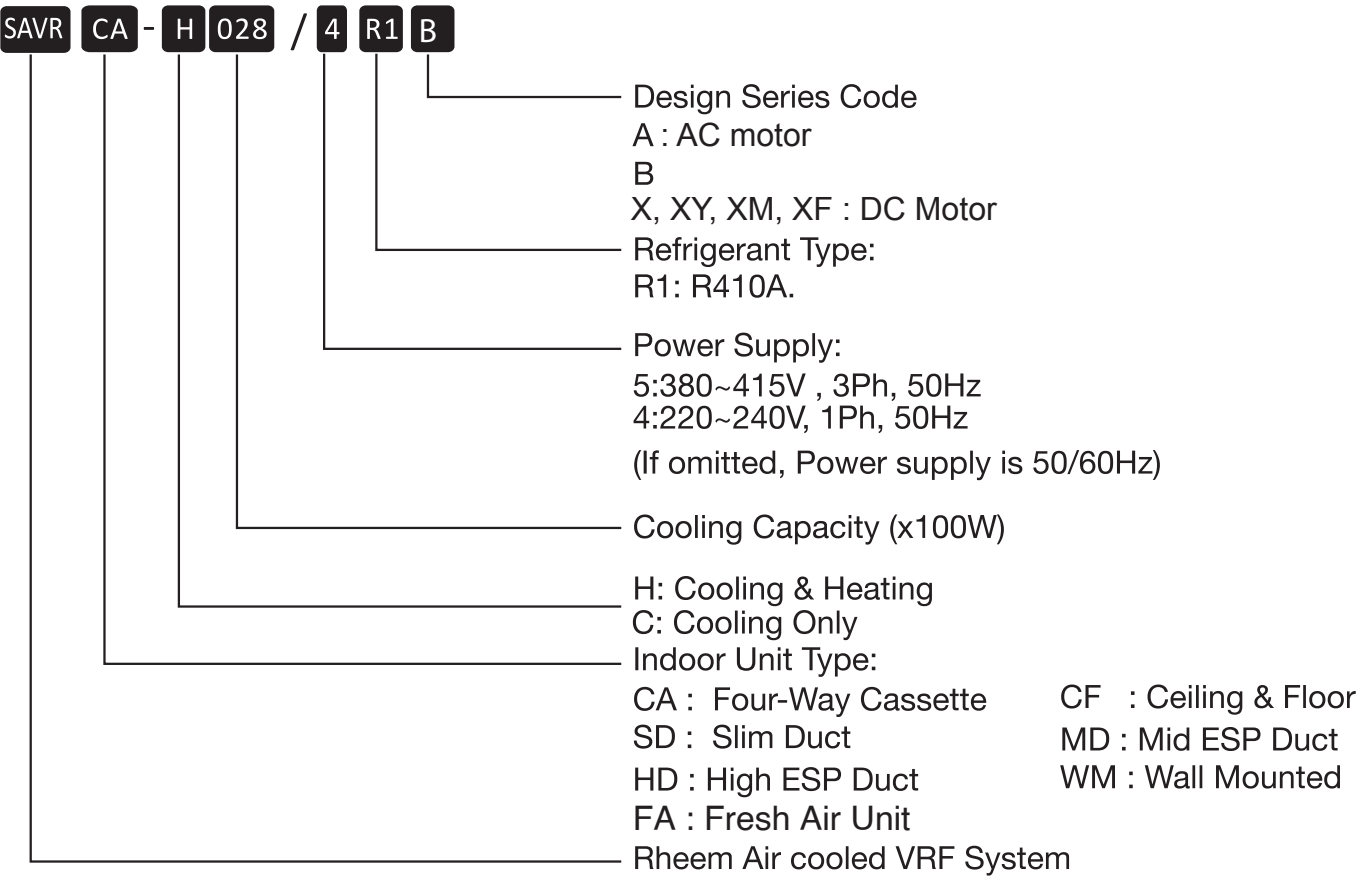 SAVR CA - H 028 / 4 R1 B
Design Series Code
A : AC motor
B
X, XY, XM, XF : DC Motor
Refrigerant Type:
R1: R410A.
Power Supply:
5:380~415V , 3Ph, 50Hz
4:220~240V, 1Ph, 50Hz
(If omitted, Power supply is 50/60Hz)
Cooling Capacity (x100W)
H: Cooling & Heating
C: Cooling Only
Indoor Unit Type:
CA : Four-Way Cassette
CF : Ceiling & Floor
SD : Slim Duct
MD : Mid ESP Duct
HD : High ESP Duct
WM : Wall Mounted
FA : Fresh Air Unit
Rheem Air cooled VRF System